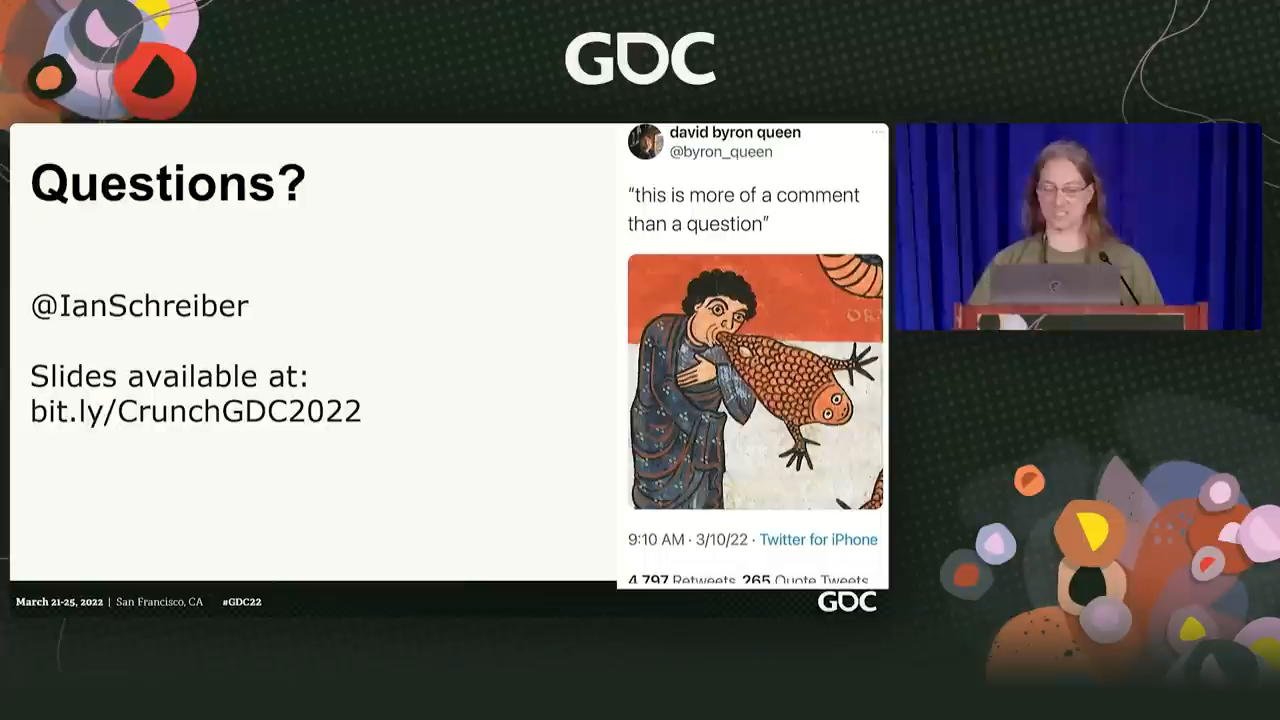 GDC
Questions?
@IanSchreiber
Slides available at:
bit.ly/CrunchGDC2022
david byron queen
@byron_queen
“this is more of a comment
than a question”
9:10 AM · 3/10/22 · Twitter for iPhone
4,797 Retweets 265 Quote Tweets
March 21-25, 2022 | San Francisco, CA #GDC22
GDC